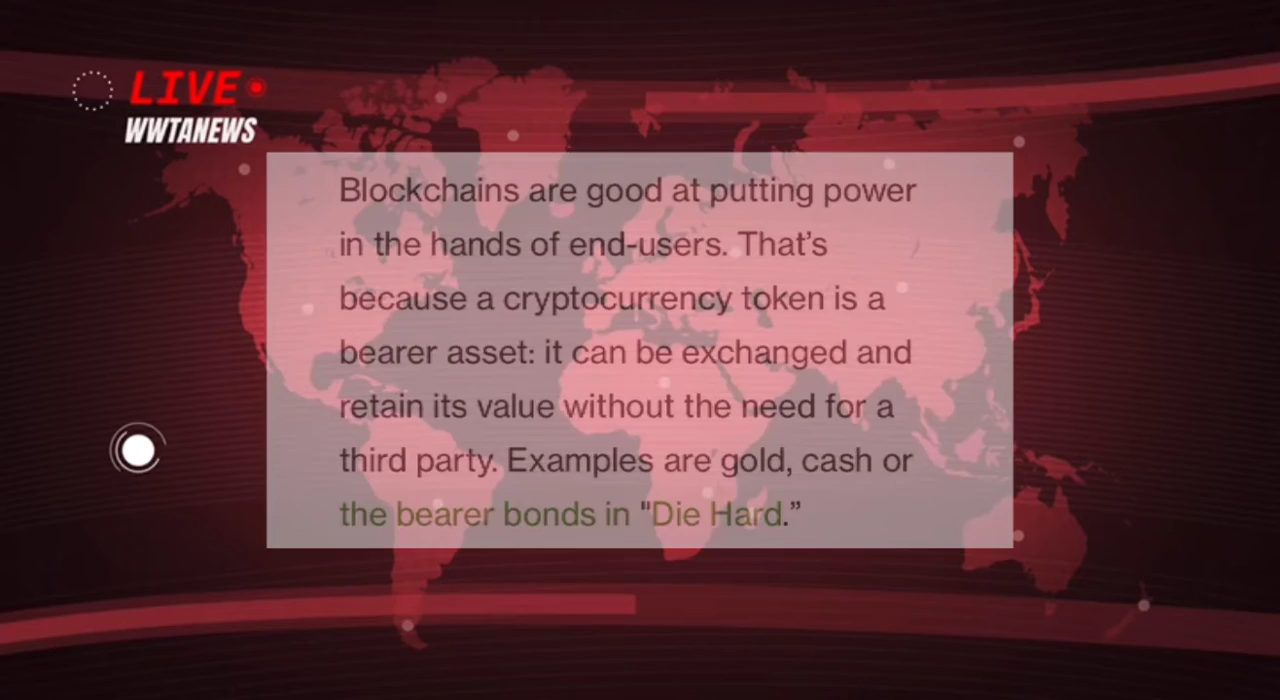 LIVE
WWTANEWS
Blockchains are good at putting power
in the hands of end-users. That’s
because a cryptocurrency token is a
bearer asset: it can be exchanged and
retain its value without the need for a
third party. Examples are gold, cash or
the bearer bonds in "Die Hard.”